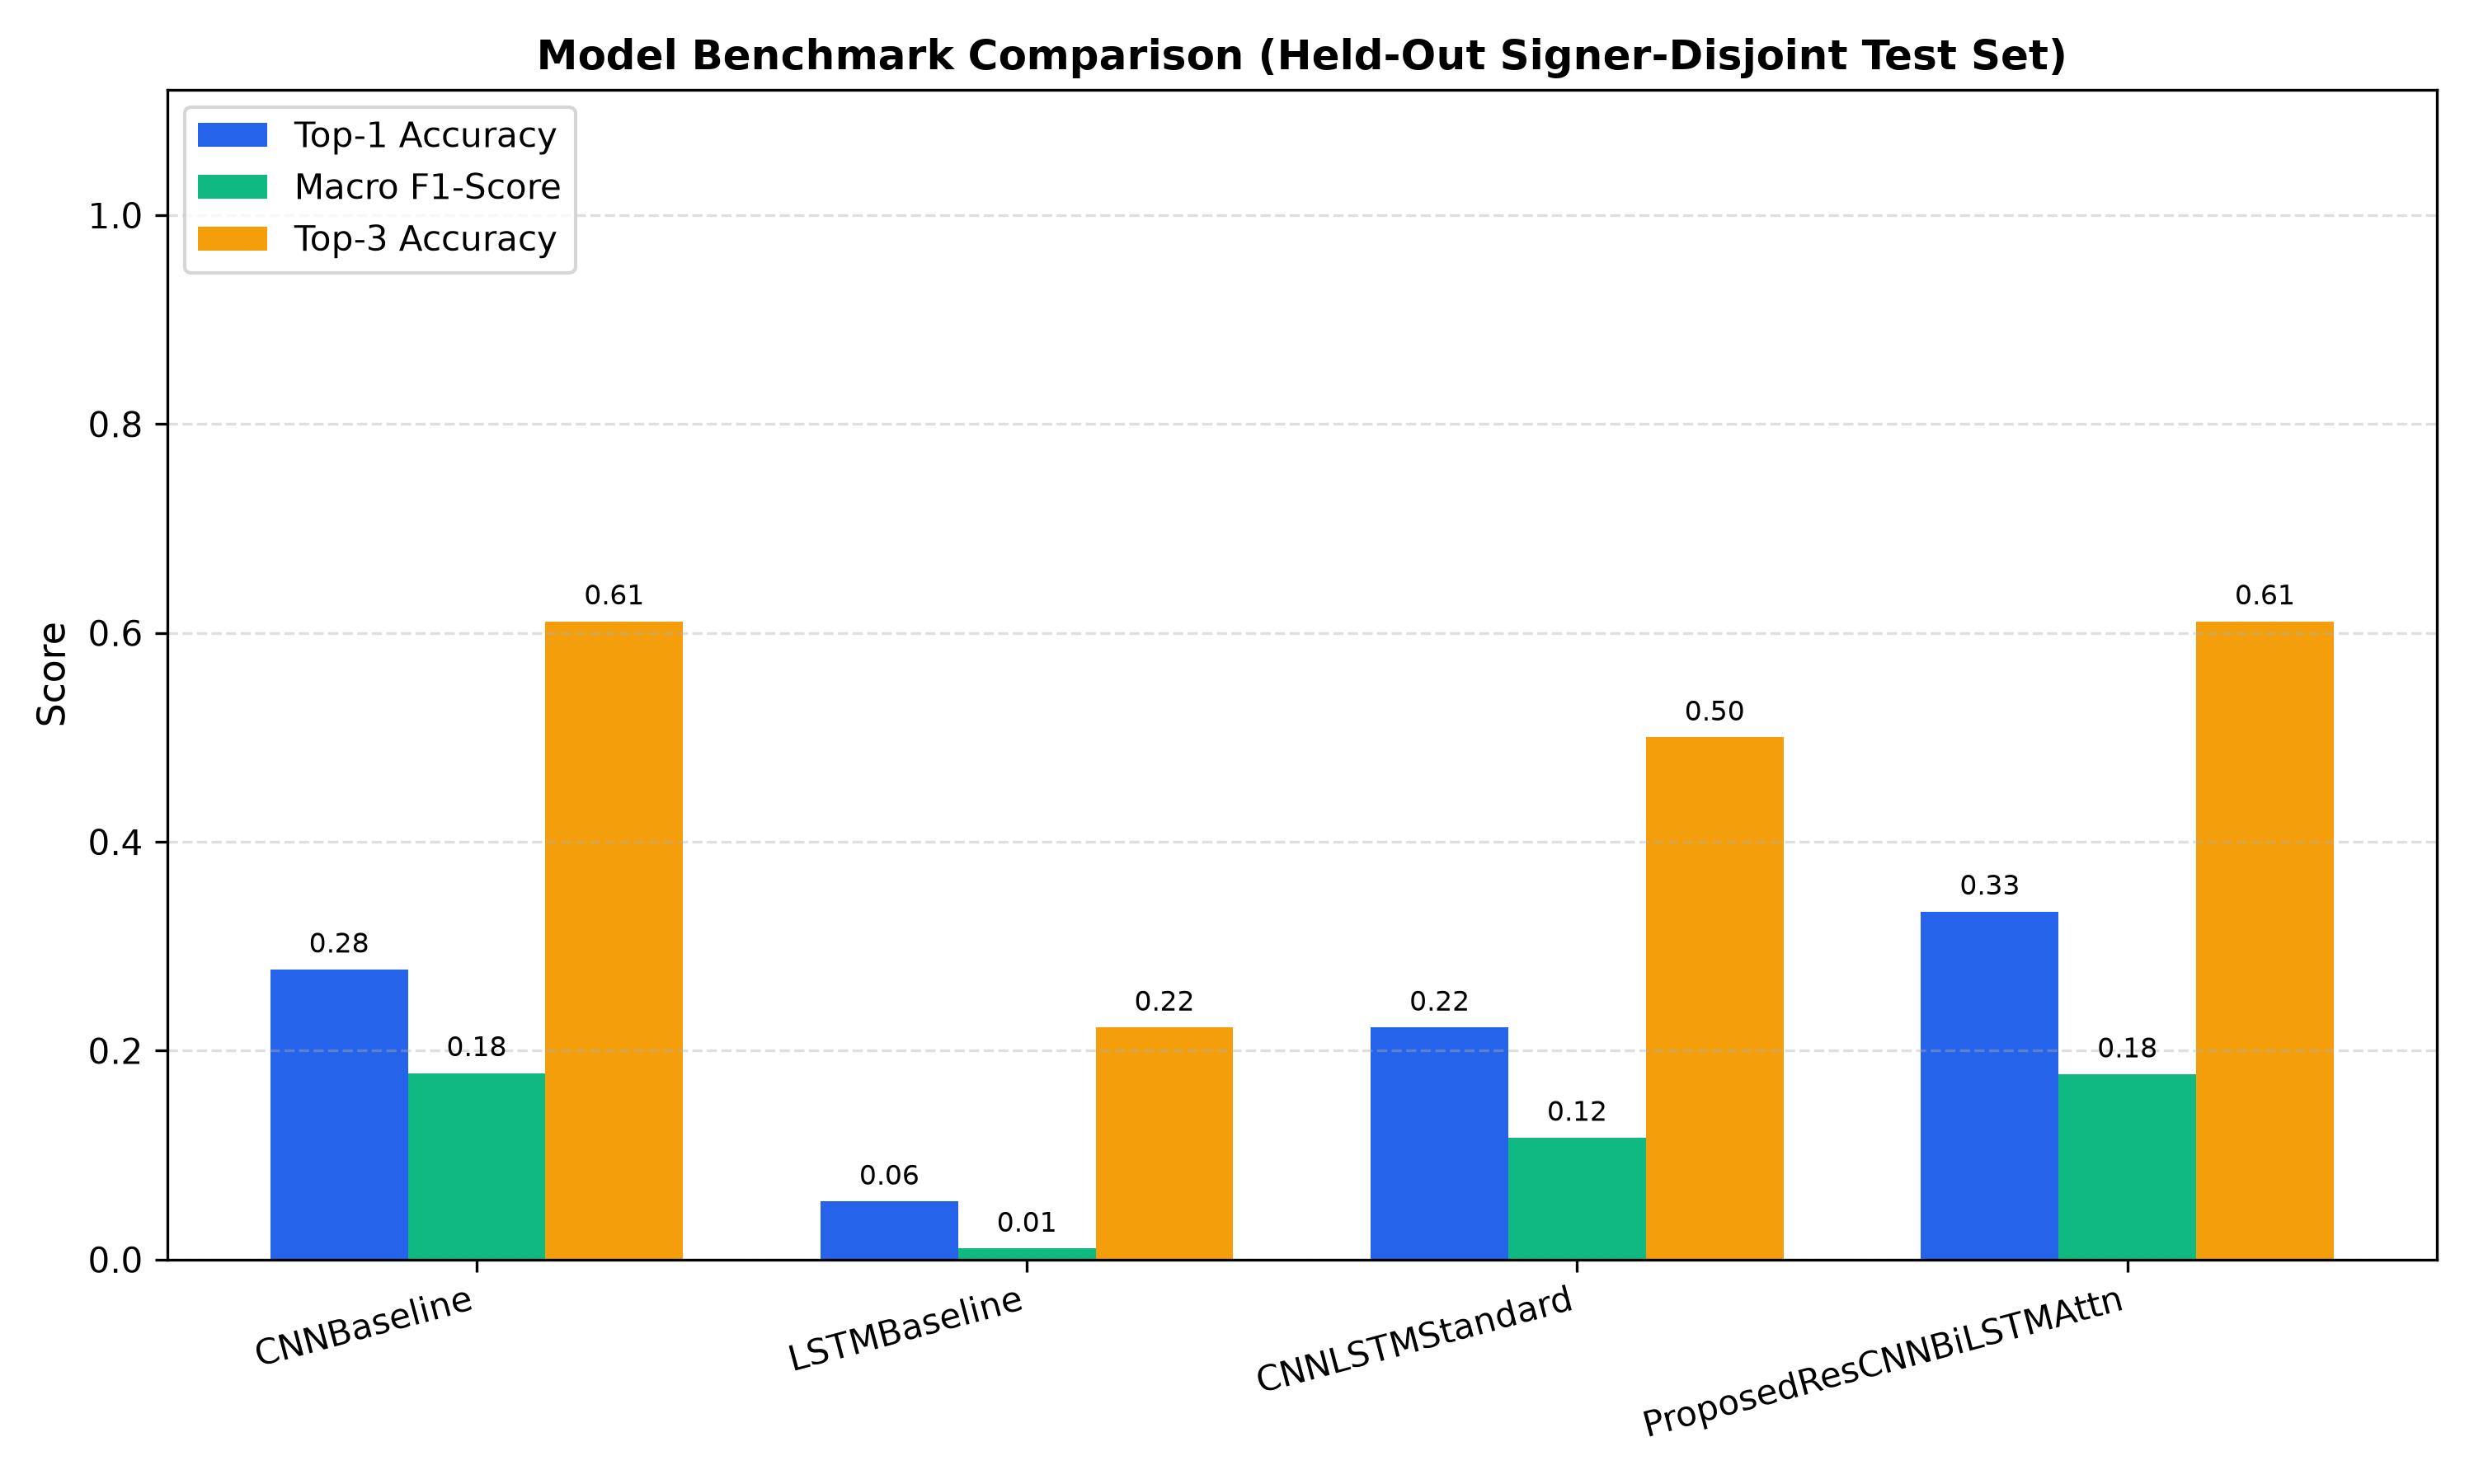 Model Benchmark Comparison (Held-Out Signer-Disjoint Test Set)
Top-1 Accuracy
Macro F1-Score
Top-3 Accuracy
Score
1.0
0.8
0.6
0.4
0.2
0.0
0.28
0.18
0.61
0.06
0.01
0.22
0.22
0.12
0.50
0.33
0.18
0.61
CNNBaseline
LSTMBaseline
CNNLSTMStandard
ProposedResCNNBiLSTMAttn